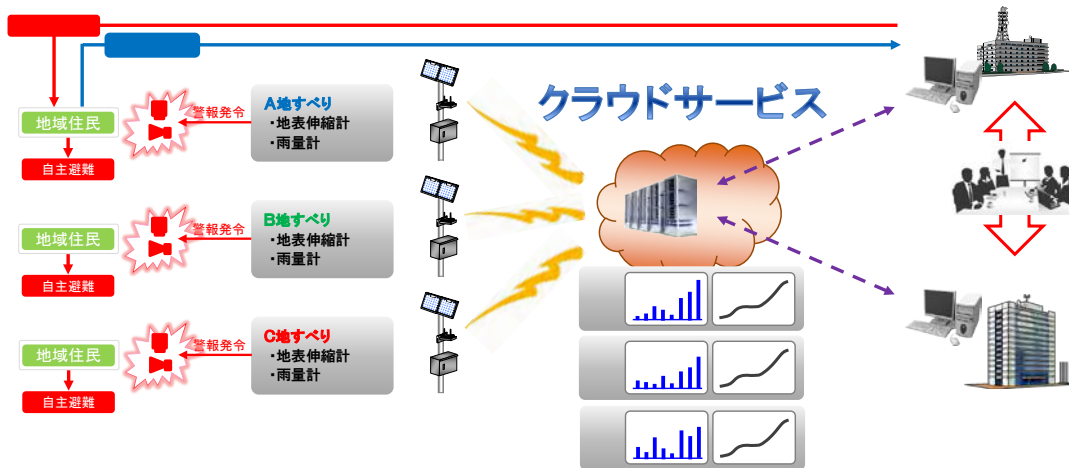 クラウドサービス
地域住民
自主避難
警報発令
A地すべり
・地表伸縮計
・雨量計
地域住民
自主避難
警報発令
B地すべり
・地表伸縮計
・雨量計
地域住民
自主避難
警報発令
C地すべり
・地表伸縮計
・雨量計